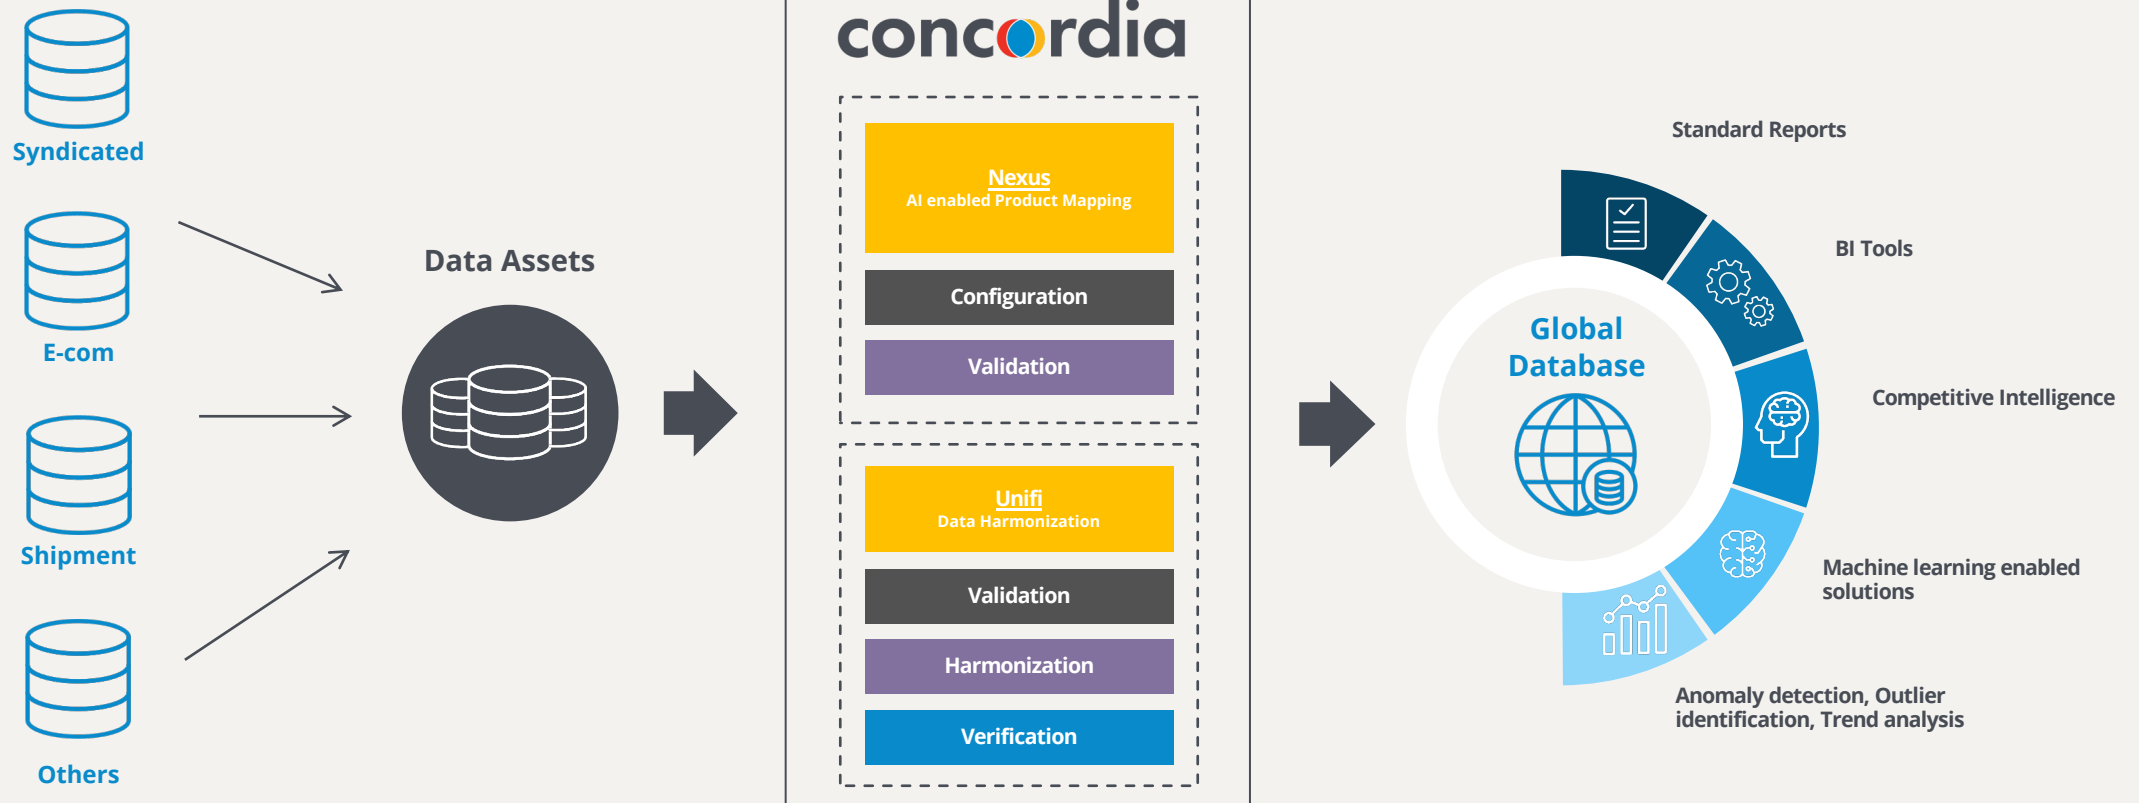 Syndicated
E-com
Shipment
Others
Data Assets
concordia
Nexus
AI enabled Product Mapping
Configuration
Validation
Unifi
Data Harmonization
Validation
Harmonization
Verification
Global
Database
Standard Reports
BI Tools
Competitive Intelligence
Machine learning enabled
solutions
Anomaly detection, Outlier
identification, Trend analysis